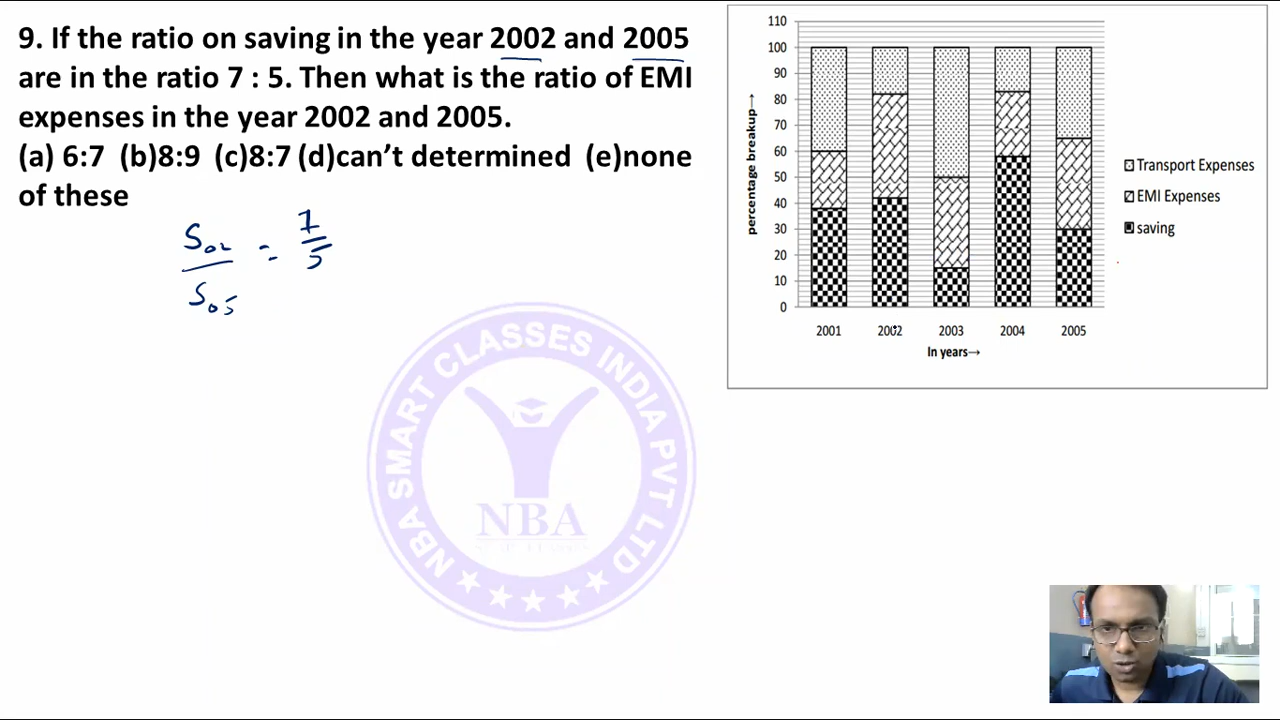 9. If the ratio on saving in the year 2002 and 2005
are in the ratio 7 : 5. Then what is the ratio of EMI
expenses in the year 2002 and 2005.
(a) 6:7 (b)8:9 (c)8:7 (d)can't determined (e)none
of these
S02 = 7
S05 5
110
100
90
80
70
60
50
40
30
20
10
0
percentage breakup→
2001 2002 2003 2004 2005
In years→
Transport Expenses
EMI Expenses
saving
NBA SMART CLASSES INDIA PVT LTD
NBA